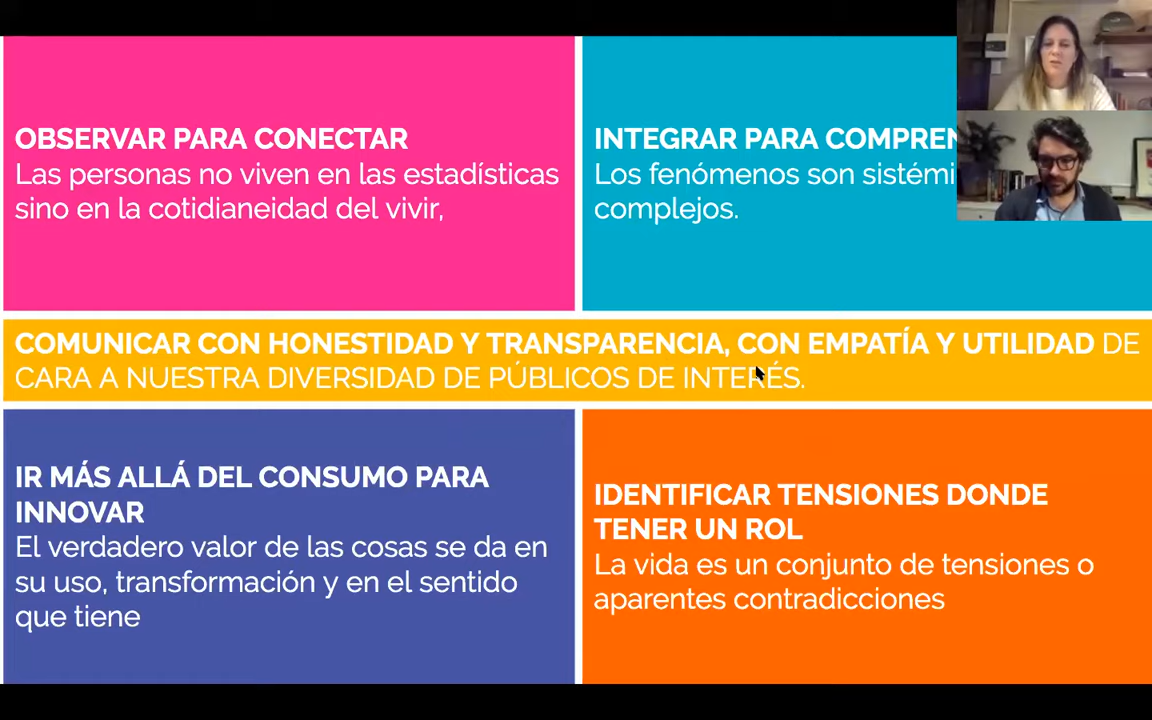 OBSERVAR PARA CONECTAR
Las personas no viven en las estadísticas
sino en la cotidianeidad del vivir,
INTEGRAR PARA
Los fenómenos son
complejos.
COMUNICAR CON HONESTIDAD Y TRANSPARENCIA, CON EMPATÍA Y UTILIDAD DE
CARA A NUESTRA DIVERSIDAD DE PÚBLICOS DE INTERÉS.
IR MÁS ALLÁ DEL CONSUMO PARA
INNOVAR
El verdadero valor de las cosas se da en
su uso, transformación y en el sentido
que tiene
IDENTIFICAR TENSIONES DONDE
TENER UN ROL
La vida es un conjunto de tensiones o
aparentes contradicciones